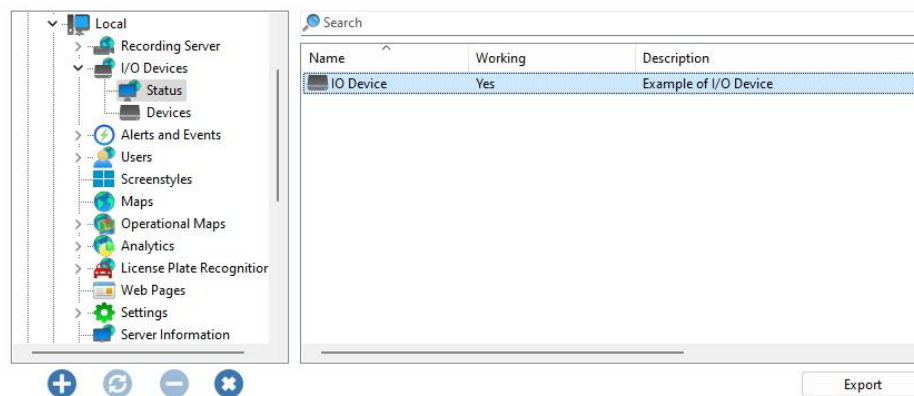 Local
Recording Server
I/O Devices
Status
Devices
Alerts and Events
Users
Screenstyles
Maps
Operational Maps
Analytics
License Plate Recognition
Web Pages
Settings
Server Information
Search
Name Working Description
IO Device Yes Example of I/O Device
Export